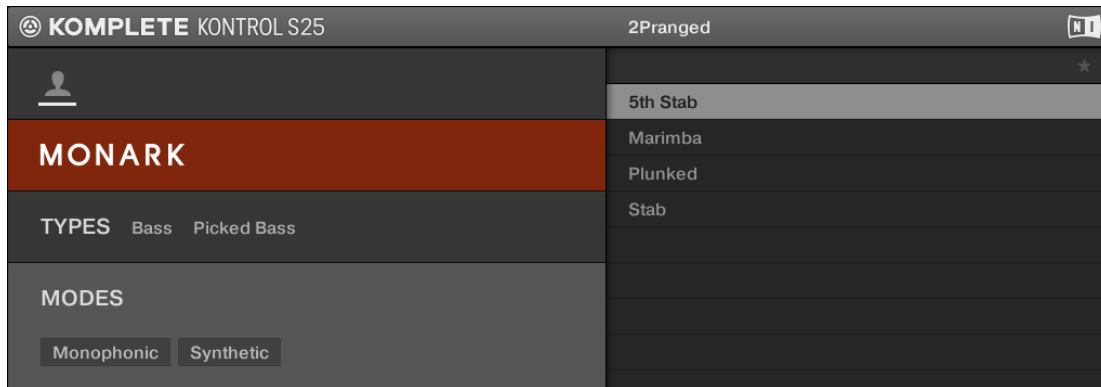 KOMPLETE KONTROL S25
MONARK
TYPES Bass Picked Bass
MODES
Monophonic Synthetic
2Pranged
NI
5th Stab
Marimba
Plunked
Stab